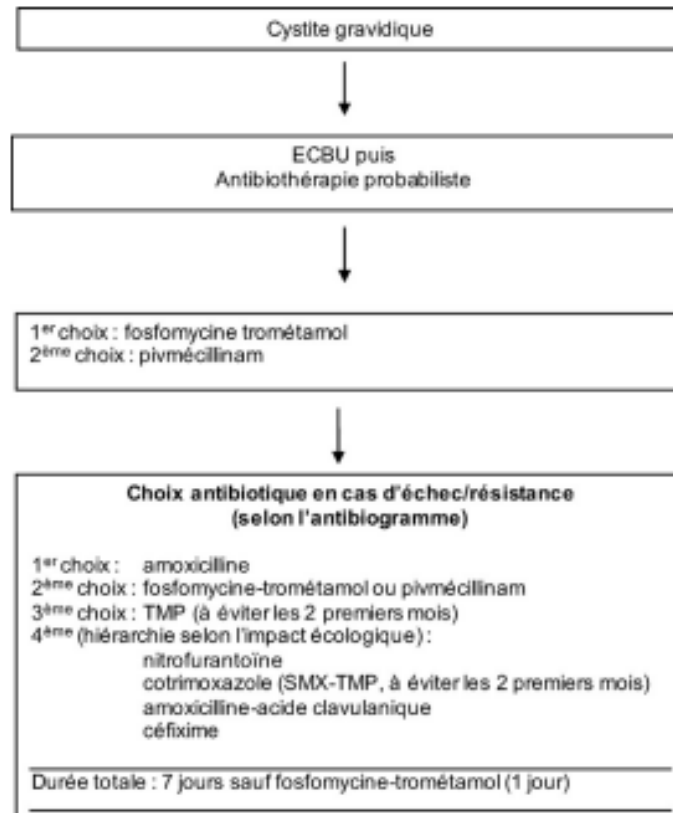 Cystite gravidique
ECBU puis
Antibiothérapie probabiliste
1er choix : fosfomycine trométamol
2ème choix : pivmécillinam
Choix antibiotique en cas d'échec/résistance
(selon l'antibiogramme)
1er choix : amoxicilline
2ème choix : fosfomycine-trométamol ou pivmécillinam
3ème choix : TMP (à éviter les 2 premiers mois)
4ème (hiérarchie selon l'impact écologique) :
nitrofurantoïne
cotrimoxazole (SMX-TMP, à éviter les 2 premiers mois)
amoxicilline-acide clavulanique
céfixime
Durée totale : 7 jours sauf fosfomycine-trométamol (1 jour)